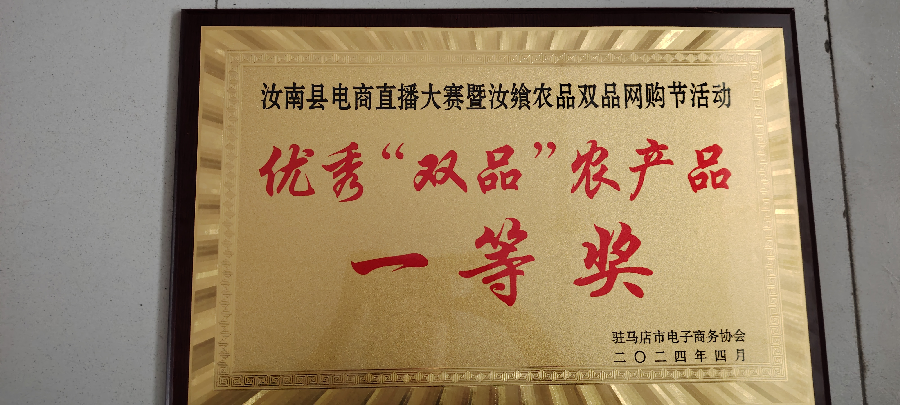 汝南县电商直播大赛暨汝飨农品双品网购节活动
优秀“双品”农产品
一等奖
驻马店市电子商务协会
二〇二四年四月